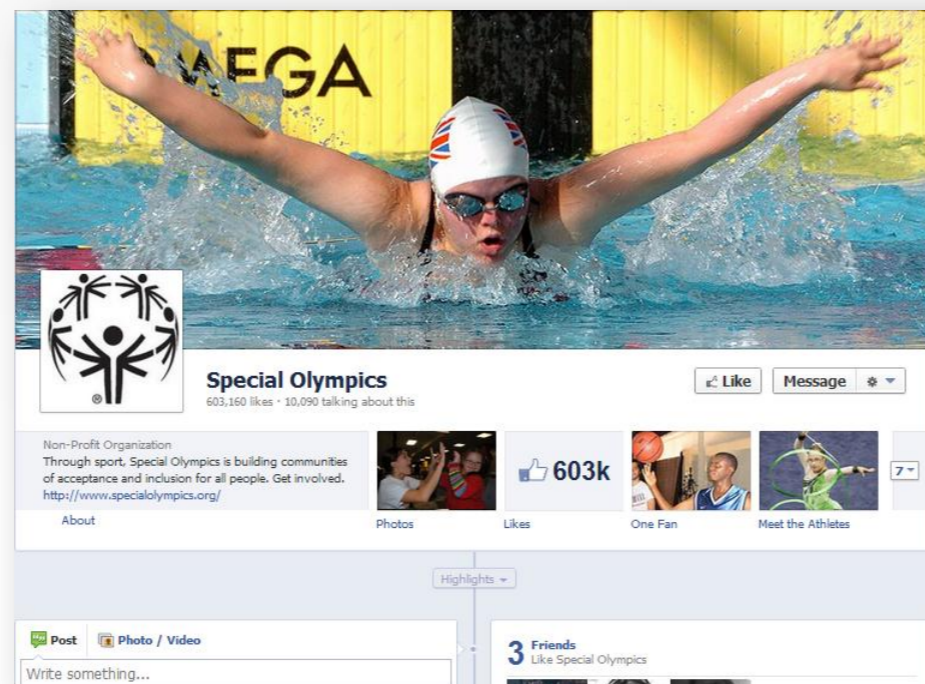 OMEGA
®
Special Olympics
603,160 likes · 10,090 talking about this
Like
Message
Non-Profit Organization
Through sport, Special Olympics is building communities
of acceptance and inclusion for all people. Get involved.
http://www.specialolympics.org/
About
603k
7
Photos
Likes
One Fan
Meet the Athletes
Highlights
Post
Photo / Video
Write something...
3 Friends
Like Special Olympics